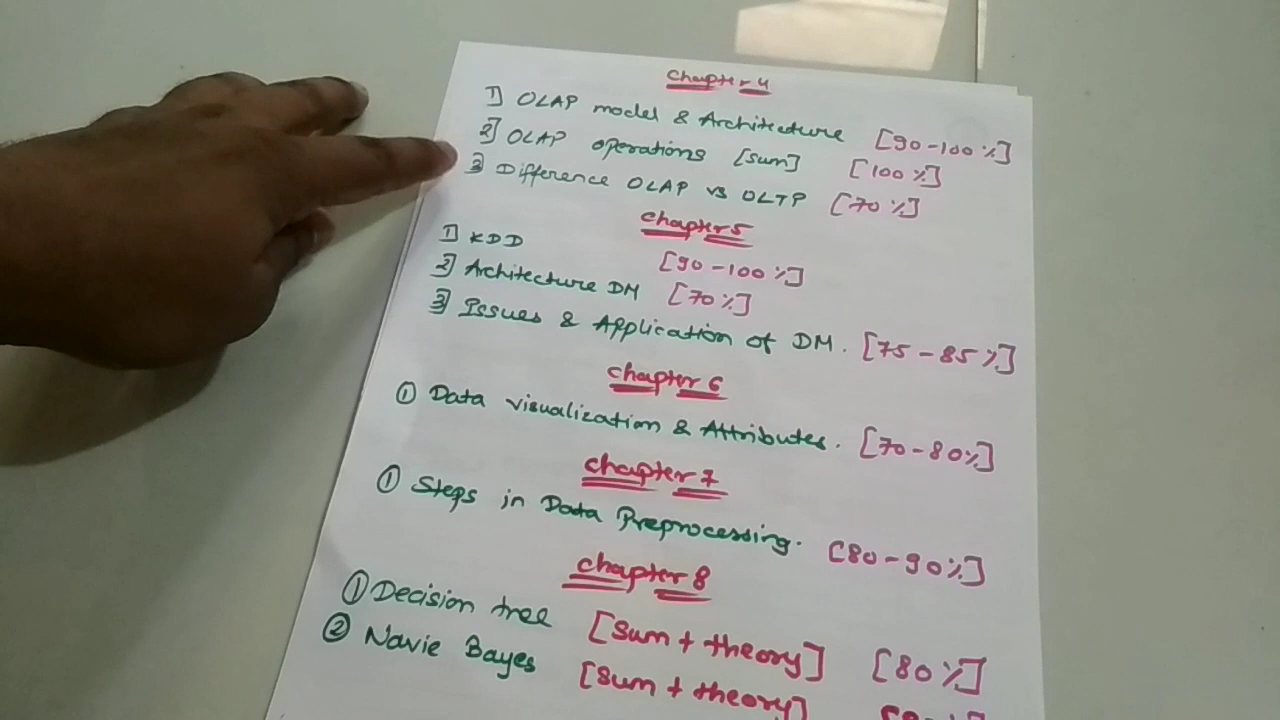 Chapter 4
1] OLAP model & Architecture [90-100%]
2] OLAP operations [sum] [100%]
3] Difference OLAP vs OLTP [70%]
Chapter 5
1] KDD [90-100%]
2] Architecture DM [70%]
3] Issues & Application of DM. [75-85%]
Chapter 6
① Data visualization & Attributes. [70-80%]
Chapter 7
① Steps in Data Preprocessing. [80-90%]
Chapter 8
① Decision tree [Sum + theory] [80%]
② Navie Bayes [Sum + theory]